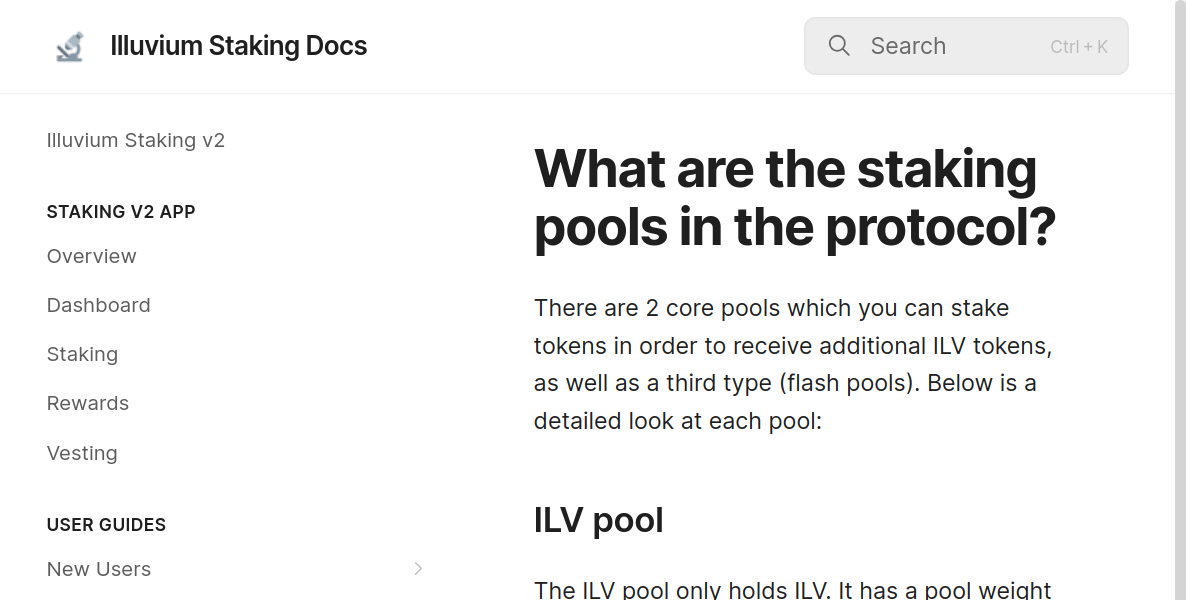 Illuvium Staking Docs
Search
Ctrl + K
Illuvium Staking v2
STAKING V2 APP
Overview
Dashboard
Staking
Rewards
Vesting
USER GUIDES
New Users
What are the staking
pools in the protocol?
There are 2 core pools which you can stake
tokens in order to receive additional ILV tokens,
as well as a third type (flash pools). Below is a
detailed look at each pool:
ILV pool
The ILV pool only holds ILV. It has a pool weight